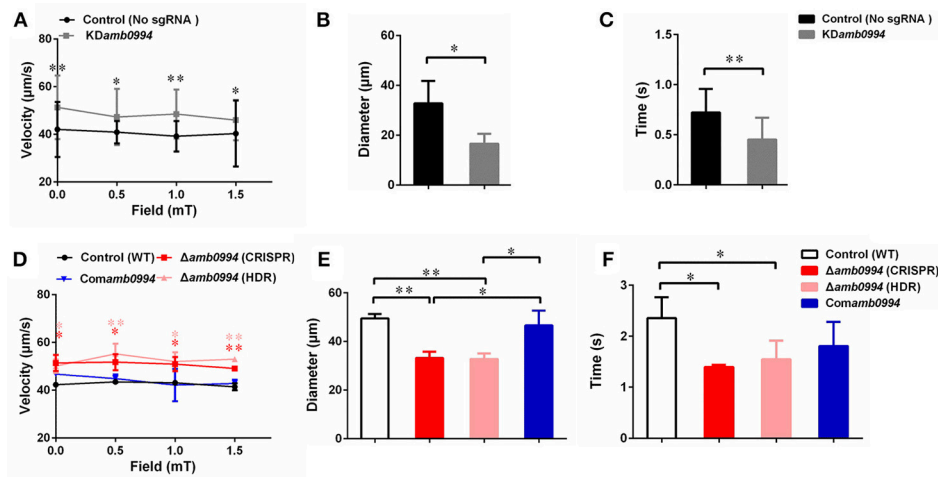 A
Control (No sgRNA )
KDamb0994
Velocity (μm/s)
80
60
40
20
** * ** *
0.0 0.5 1.0 1.5
Field (mT)
B
Diameter (μm)
60
40
20
0
*
C
Control (No sgRNA )
KDamb0994
Time (s)
1.5
1.0
0.5
0.0
**
D
Control (WT) Δamb0994 (CRISPR)
Comamb0994 Δamb0994 (HDR)
Velocity (μm/s)
80
60
40
20
* ** * **
* * * **
0.0 0.5 1.0 1.5
Field (mT)
E
Diameter (μm)
80
60
40
20
0
*
**
** *
F
Control (WT)
Δamb0994 (CRISPR)
Δamb0994 (HDR)
Comamb0994
Time (s)
3
2
1
0
*
*